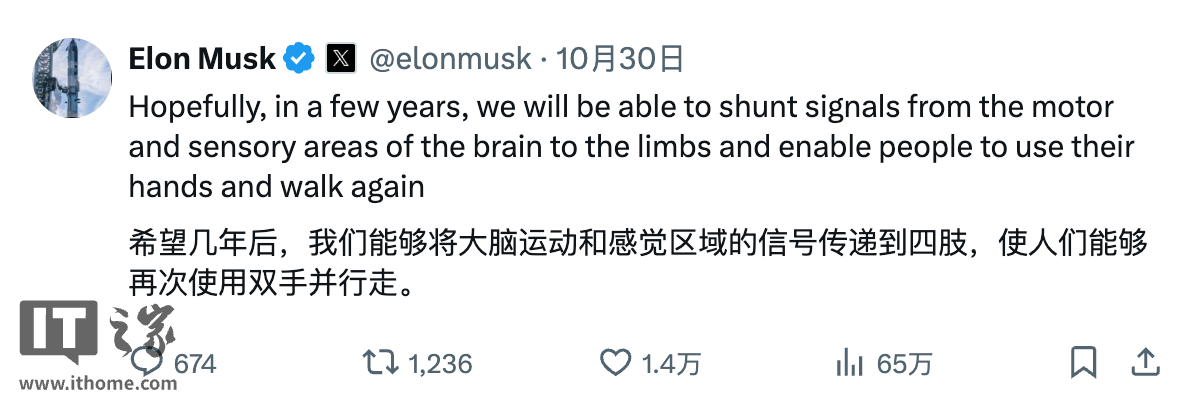 Elon Musk X @elonmusk · 10月30日
Hopefully, in a few years, we will be able to shunt signals from the motor
and sensory areas of the brain to the limbs and enable people to use their
hands and walk again
希望几年后，我们能够将大脑运动和感觉区域的信号传递到四肢，使人们能够
再次使用双手并行走。
IT之家
674 1,236 1.4万 65万
www.ithome.com